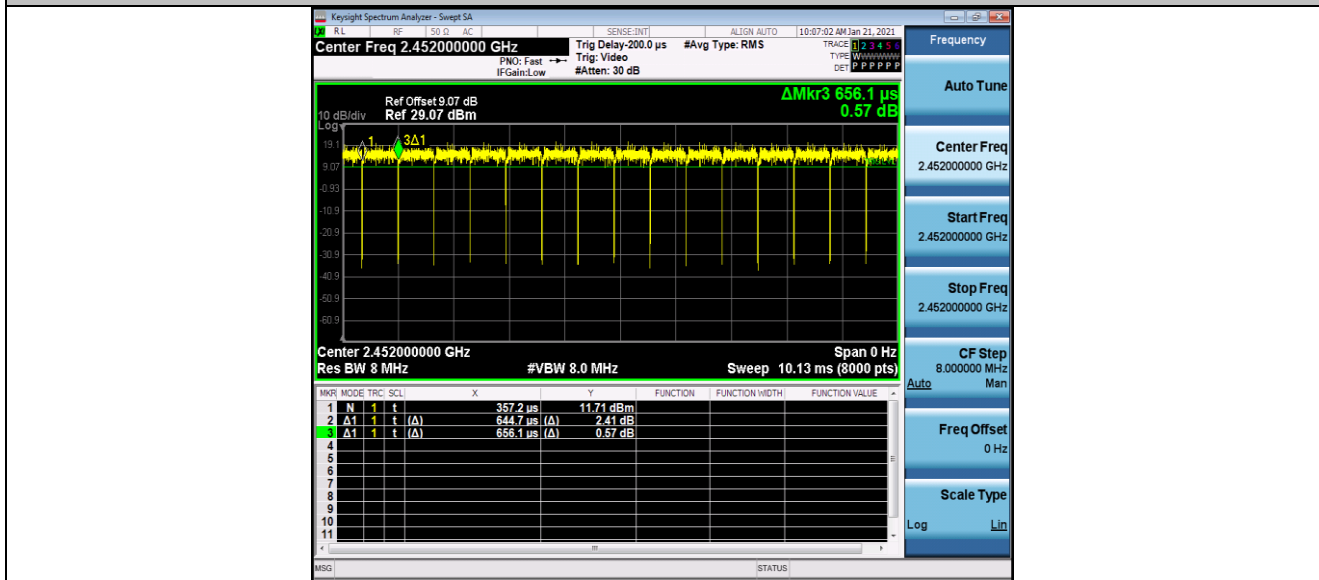 Keysight Spectrum Analyzer - Swept SA
RL RF 50 Ω AC SENSE:INT ALIGN AUTO 10:07:02 AM Jan 21, 2021
Center Freq 2.452000000 GHz
PNO: Fast
IFGain:Low
Trig Delay-200.0 µs
Trig: Video
#Atten: 30 dB
#Avg Type: RMS
TRACE 1 2 3 4 5 6
TYPE WWWWWW
DET P P P P P P
Ref Offset 9.07 dB
10 dB/div Ref 29.07 dBm
Log
ΔMkr3 656.1 µs
0.57 dB
1
3Δ1
19.1
9.07
-0.93
-10.9
-20.9
-30.9
-40.9
-50.9
-60.9
Center 2.452000000 GHz Span 0 Hz
Res BW 8 MHz #VBW 8.0 MHz Sweep 10.13 ms (8000 pts)
MKR MODE TRC SCL X Y FUNCTION FUNCTION WIDTH FUNCTION VALUE
1 N 1 t 357.2 µs 11.71 dBm
2 Δ1 1 t (Δ) 644.7 µs (Δ) 2.41 dB
3 Δ1 1 t (Δ) 656.1 µs (Δ) 0.57 dB
4
5
6
7
8
9
10
11
MSG STATUS
Frequency
Auto Tune
Center Freq
2.452000000 GHz
Start Freq
2.452000000 GHz
Stop Freq
2.452000000 GHz
CF Step
8.000000 MHz
Auto Man
Freq Offset
0 Hz
Scale Type
Log Lin